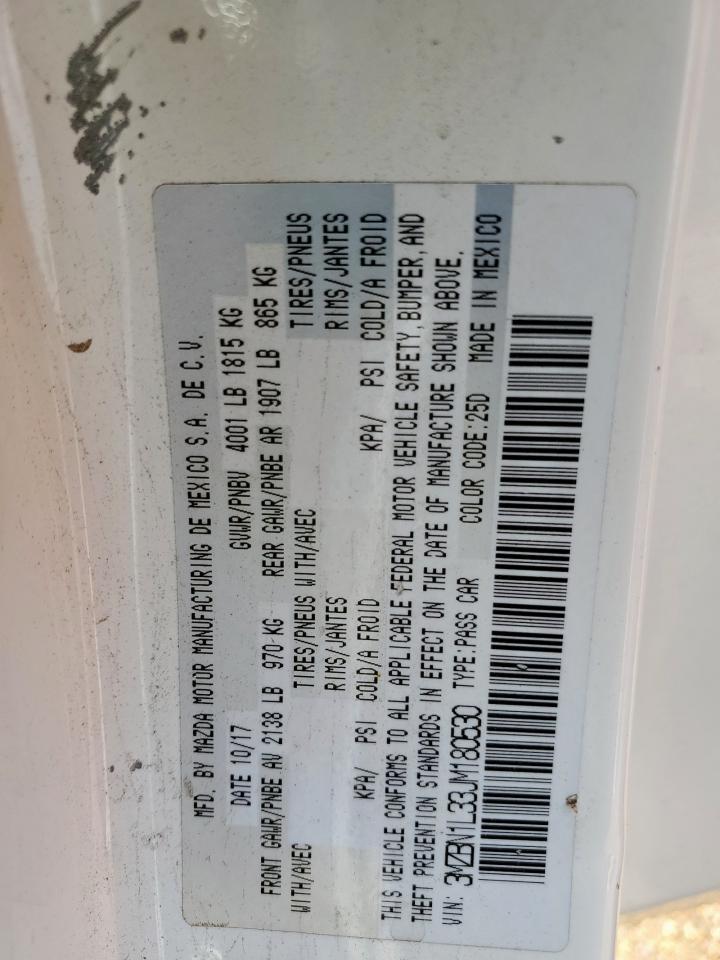 MFD. BY MAZDA MOTOR MANUFACTURING DE MEXICO S.A. DE C.V.
DATE 10/17 GVWR/PNBV 4001 LB 1815 KG
FRONT GAWR/PNBE AV 2138 LB 970 KG REAR GAWR/PNBE AR 1907 LB 865 KG
WITH/AVEC TIRES/PNEUS WITH/AVEC TIRES/PNEUS
RIMS/JANTES RIMS/JANTES
KPA/ PSI COLD/A FROID KPA/ PSI COLD/A FROID
THIS VEHICLE CONFORMS TO ALL APPLICABLE FEDERAL MOTOR VEHICLE SAFETY, BUMPER, AND
THEFT PREVENTION STANDARDS IN EFFECT ON THE DATE OF MANUFACTURE SHOWN ABOVE.
VIN: 3MZBN1L33JM180530 TYPE:PASS CAR COLOR CODE:25D MADE IN MEXICO